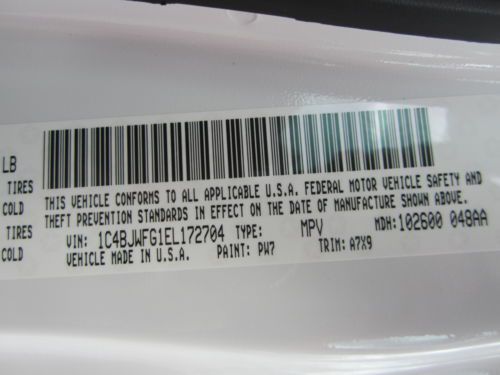 LB
TIRES
COLD
TIRES
COLD
THIS VEHICLE CONFORMS TO ALL APPLICABLE U.S.A. FEDERAL MOTOR VEHICLE SAFETY AND
THEFT PREVENTION STANDARDS IN EFFECT ON THE DATE OF MANUFACTURE SHOWN ABOVE.
VIN: 1C4BJWFG1EL172704 TYPE: MPV MDH: 102600 048AA
VEHICLE MADE IN U.S.A. PAINT: PW7 TRIM: A7X9